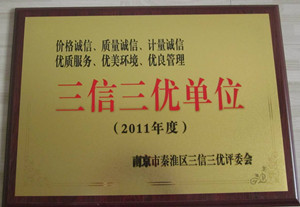 价格诚信、质量诚信、计量诚信
优质服务、优美环境、优良管理
三信三优单位
(2011年度)
南京市秦淮区三信三优评委会